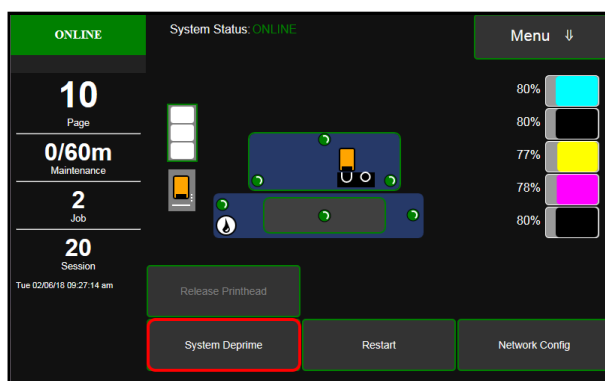 ONLINE
System Status: ONLINE
Menu ⇓
10
Page
0/60m
Maintenance
2
Job
20
Session
Tue 02/06/18 09:27:14 am
80%
80%
77%
78%
80%
Release Printhead
System Deprime
Restart
Network Config